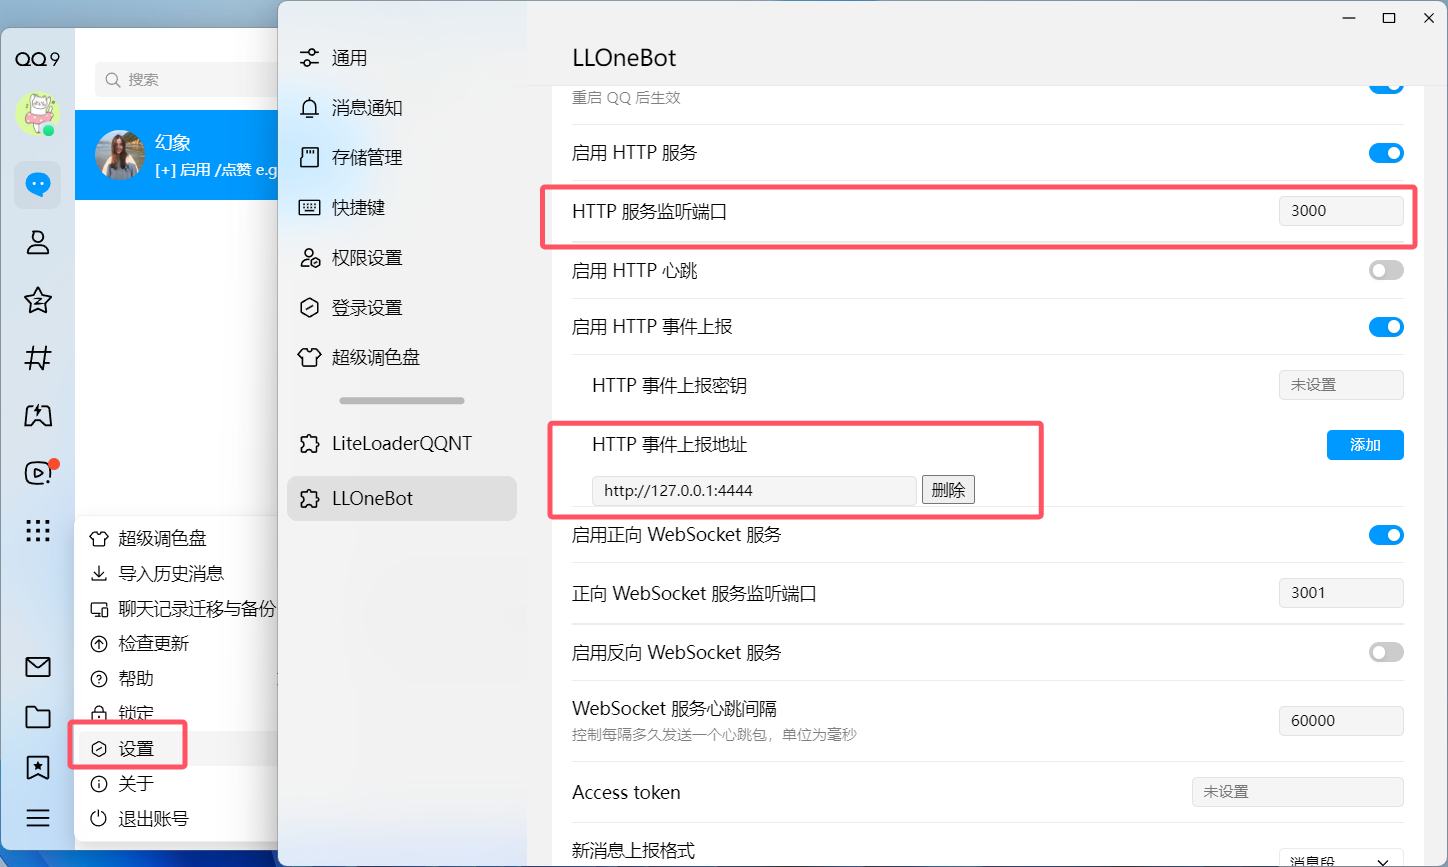 QQ9
搜索
幻象
[+] 启用 /点赞 e.g
超级调色盘
导入历史消息
聊天记录迁移与备份
检查更新
帮助
锁定
设置
关于
退出账号
通用
消息通知
存储管理
快捷键
权限设置
登录设置
超级调色盘
LiteLoaderQQNT
LLOneBot
LLOneBot
重启 QQ 后生效
启用 HTTP 服务
HTTP 服务监听端口
3000
启用 HTTP 心跳
启用 HTTP 事件上报
HTTP 事件上报密钥
未设置
HTTP 事件上报地址
添加
http://127.0.0.1:4444
删除
启用正向 WebSocket 服务
正向 WebSocket 服务监听端口
3001
启用反向 WebSocket 服务
WebSocket 服务心跳间隔
控制每隔多久发送一个心跳包，单位为毫秒
60000
Access token
未设置
新消息上报格式
消息段